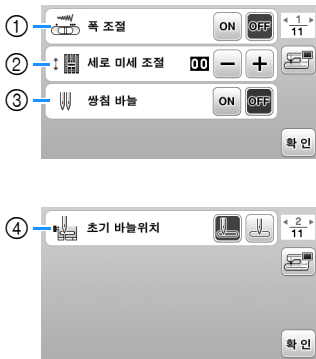 ① 폭 조절 ON OFF 1
11
② 세로 미세 조절 00 - +
③ 쌍침 바늘 ON OFF
확인
④ 초기 바늘위치 2
11
확인